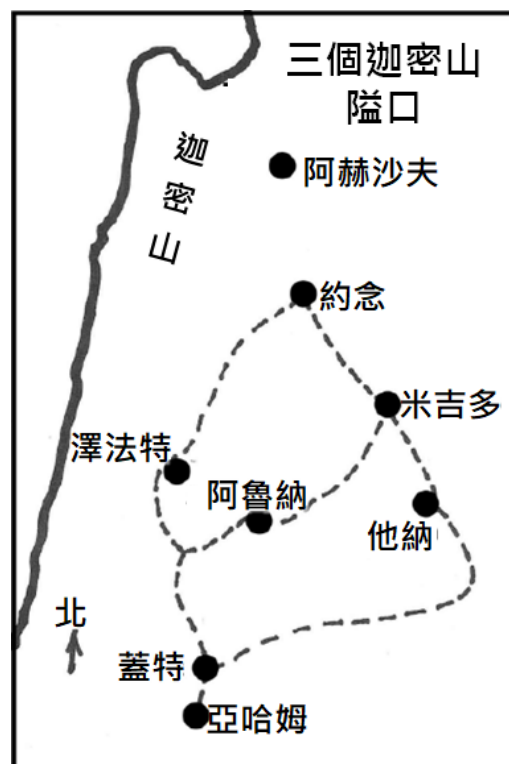 三個迦密山
隘口
迦密山
阿赫沙夫
約念
米吉多
澤法特
阿魯納
他納
北
蓋特
亞哈姆